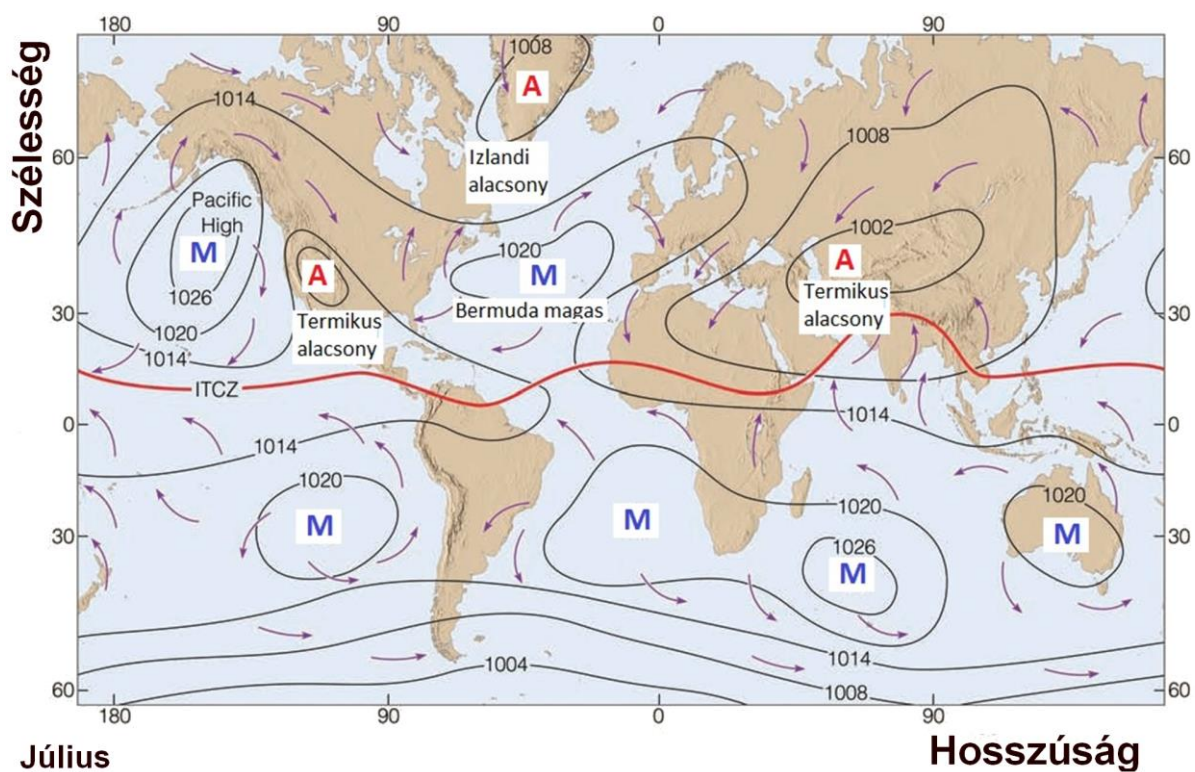 180 90 0 90
Szélesség
1008
A
1014
60 1008 60
Izlandi
alacsony
Pacific
High
M
1002
1020
M
A
A
1026
Bermuda magas
Termikus
alacsony
30 30
Termikus
alacsony
1020
1014
ITCZ
0 1014 0
1014
1020
1020
1020
M
M
M
30 30
1026
M
1014
1004
1008
60 60
180 90 0 90
Július
Hosszúság